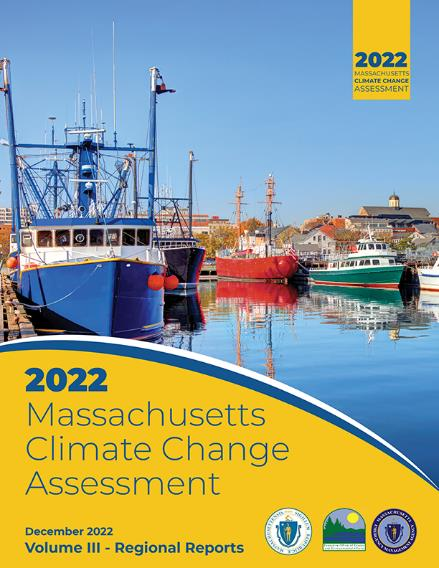 2022
MASSACHUSETTS
CLIMATE CHANGE
ASSESSMENT
2022
Massachusetts
Climate Change
Assessment
December 2022
Volume III - Regional Reports